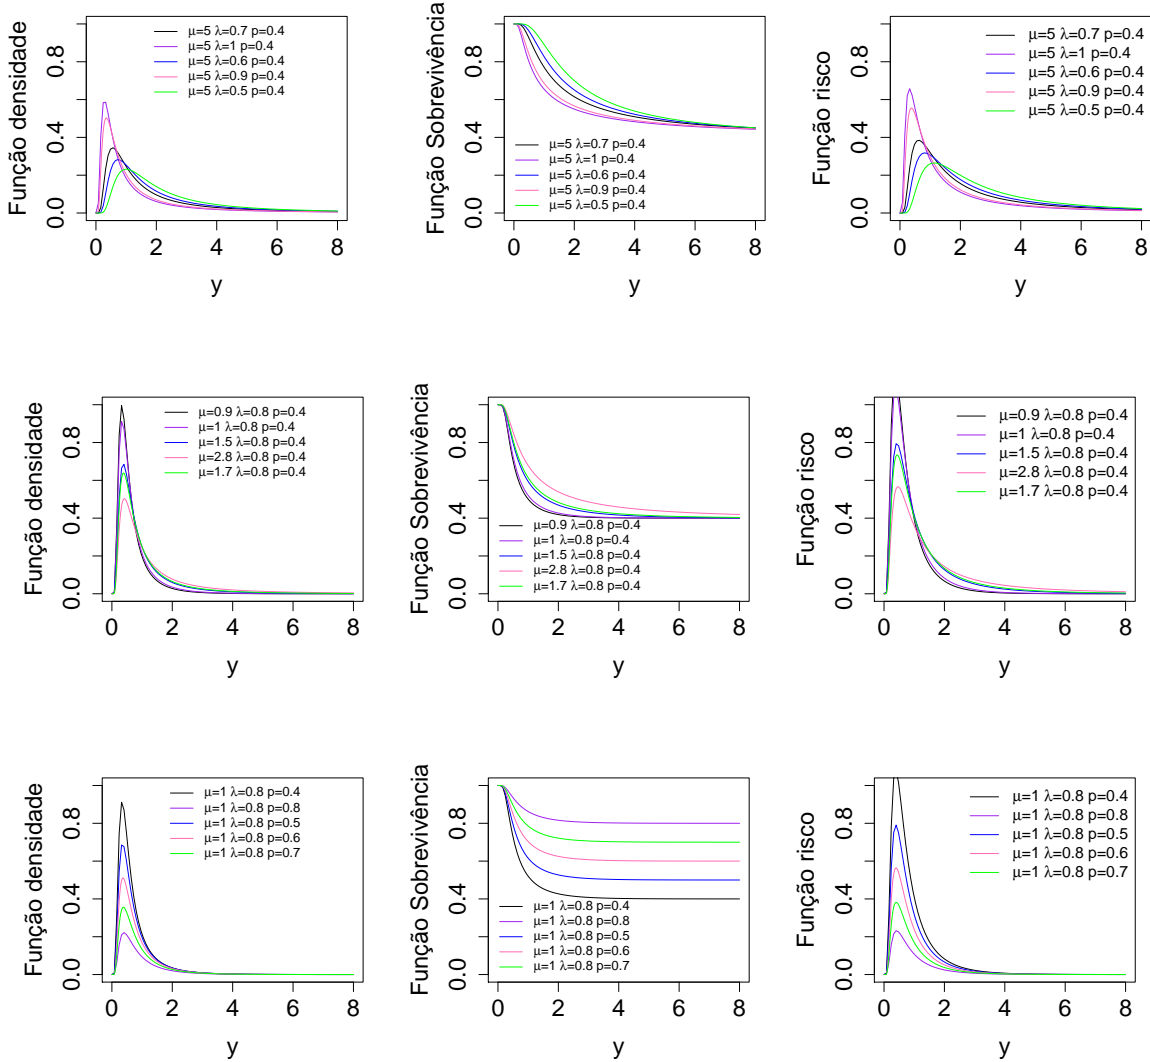 Função densidade
0.0 0.4 0.8
μ=5 λ=0.7 p=0.4
μ=5 λ=1 p=0.4
μ=5 λ=0.6 p=0.4
μ=5 λ=0.9 p=0.4
μ=5 λ=0.5 p=0.4
0 2 4 6 8
y
Função Sobrevivência
0.0 0.4 0.8
μ=5 λ=0.7 p=0.4
μ=5 λ=1 p=0.4
μ=5 λ=0.6 p=0.4
μ=5 λ=0.9 p=0.4
μ=5 λ=0.5 p=0.4
0 2 4 6 8
y
Função risco
0.0 0.4 0.8
μ=5 λ=0.7 p=0.4
μ=5 λ=1 p=0.4
μ=5 λ=0.6 p=0.4
μ=5 λ=0.9 p=0.4
μ=5 λ=0.5 p=0.4
0 2 4 6 8
y
Função densidade
0.0 0.4 0.8
μ=0.9 λ=0.8 p=0.4
μ=1 λ=0.8 p=0.4
μ=1.5 λ=0.8 p=0.4
μ=2.8 λ=0.8 p=0.4
μ=1.7 λ=0.8 p=0.4
0 2 4 6 8
y
Função Sobrevivência
0.0 0.4 0.8
μ=0.9 λ=0.8 p=0.4
μ=1 λ=0.8 p=0.4
μ=1.5 λ=0.8 p=0.4
μ=2.8 λ=0.8 p=0.4
μ=1.7 λ=0.8 p=0.4
0 2 4 6 8
y
Função risco
0.0 0.4 0.8
μ=0.9 λ=0.8 p=0.4
μ=1 λ=0.8 p=0.4
μ=1.5 λ=0.8 p=0.4
μ=2.8 λ=0.8 p=0.4
μ=1.7 λ=0.8 p=0.4
0 2 4 6 8
y
Função densidade
0.0 0.4 0.8
μ=1 λ=0.8 p=0.4
μ=1 λ=0.8 p=0.8
μ=1 λ=0.8 p=0.5
μ=1 λ=0.8 p=0.6
μ=1 λ=0.8 p=0.7
0 2 4 6 8
y
Função Sobrevivência
0.0 0.4 0.8
μ=1 λ=0.8 p=0.4
μ=1 λ=0.8 p=0.8
μ=1 λ=0.8 p=0.5
μ=1 λ=0.8 p=0.6
μ=1 λ=0.8 p=0.7
0 2 4 6 8
y
Função risco
0.0 0.4 0.8
μ=1 λ=0.8 p=0.4
μ=1 λ=0.8 p=0.8
μ=1 λ=0.8 p=0.5
μ=1 λ=0.8 p=0.6
μ=1 λ=0.8 p=0.7
0 2 4 6 8
y